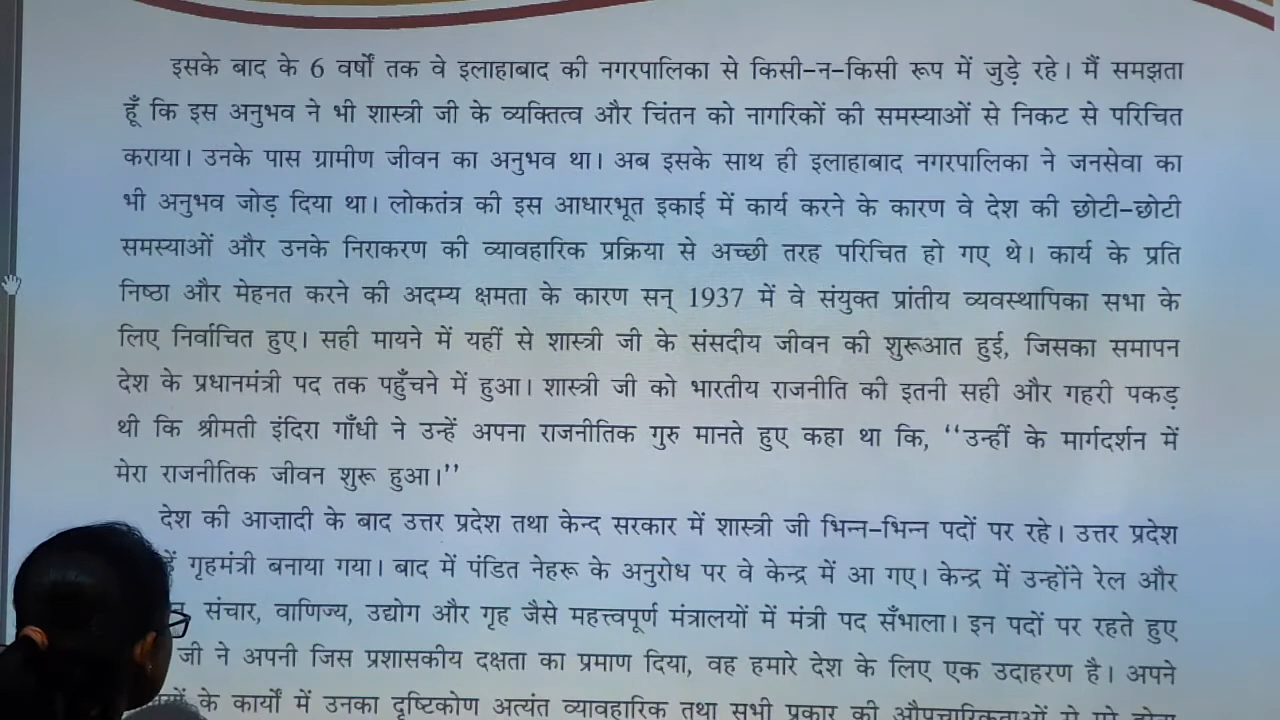 इसके बाद के 6 वर्षों तक वे इलाहाबाद की नगरपालिका से किसी-न-किसी रूप में जुड़े रहे। मैं समझता
हूँ कि इस अनुभव ने भी शास्त्री जी के व्यक्तित्व और चिंतन को नागरिकों की समस्याओं से निकट से परिचित
कराया। उनके पास ग्रामीण जीवन का अनुभव था। अब इसके साथ ही इलाहाबाद नगरपालिका ने जनसेवा का
भी अनुभव जोड़ दिया था। लोकतंत्र की इस आधारभूत इकाई में कार्य करने के कारण वे देश की छोटी-छोटी
समस्याओं और उनके निराकरण की व्यावहारिक प्रक्रिया से अच्छी तरह परिचित हो गए थे। कार्य के प्रति
निष्ठा और मेहनत करने की अदम्य क्षमता के कारण सन् 1937 में वे संयुक्त प्रांतीय व्यवस्थापिका सभा के
लिए निर्वाचित हुए। सही मायने में यहीं से शास्त्री जी के संसदीय जीवन की शुरूआत हुई, जिसका समापन
देश के प्रधानमंत्री पद तक पहुँचने में हुआ। शास्त्री जी को भारतीय राजनीति की इतनी सही और गहरी पकड़
थी कि श्रीमती इंदिरा गाँधी ने उन्हें अपना राजनीतिक गुरु मानते हुए कहा था कि, ‘‘उन्हीं के मार्गदर्शन में
मेरा राजनीतिक जीवन शुरू हुआ।’’
देश की आज़ादी के बाद उत्तर प्रदेश तथा केन्द सरकार में शास्त्री जी भिन्न-भिन्न पदों पर रहे। उत्तर प्रदेश
गृहमंत्री बनाया गया। बाद में पंडित नेहरू के अनुरोध पर वे केन्द्र में आ गए। केन्द्र में उन्होंने रेल और
संचार, वाणिज्य, उद्योग और गृह जैसे महत्त्वपूर्ण मंत्रालयों में मंत्री पद सँभाला। इन पदों पर रहते हुए
जी ने अपनी जिस प्रशासकीय दक्षता का प्रमाण दिया, वह हमारे देश के लिए एक उदाहरण है। अपने
के कार्यों में उनका दृष्टिकोण अत्यंत व्यावहारिक तथा सभी प्रकार की